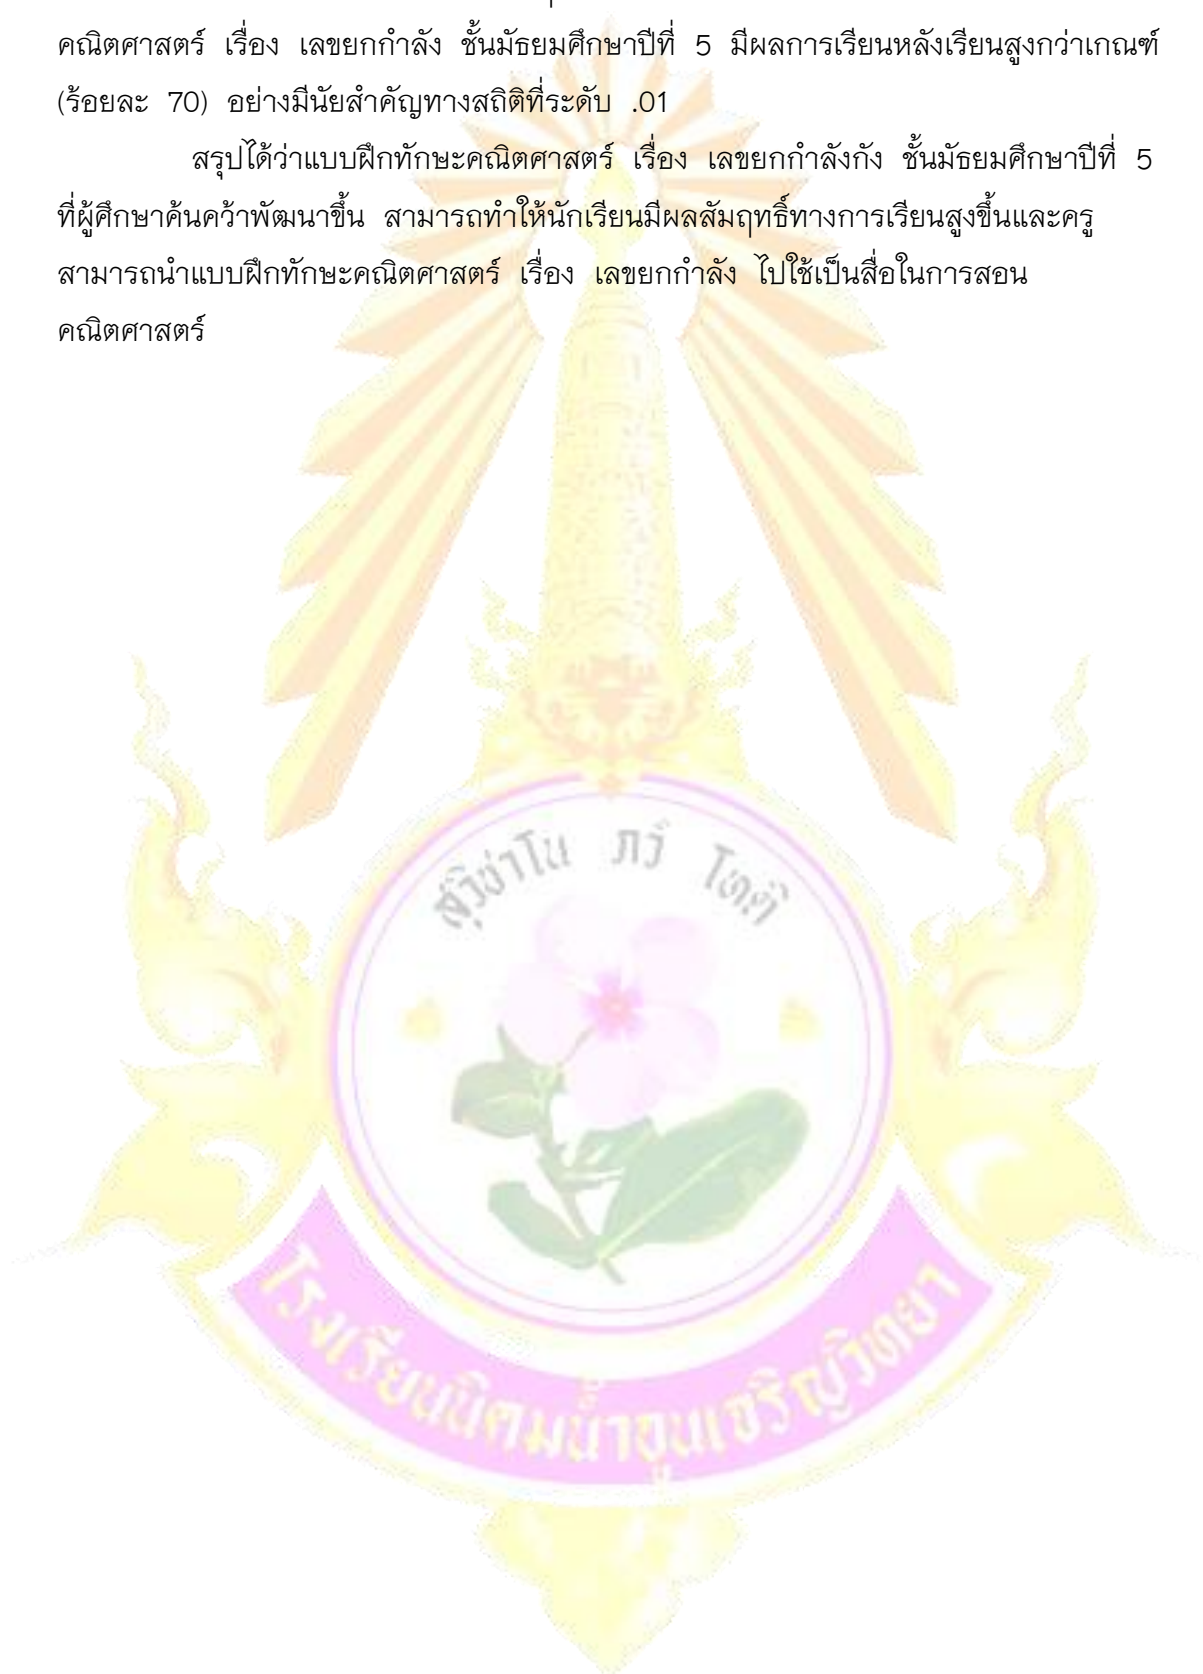 คณิตศาสตร์ เรื่อง เลขยกกำลัง ชั้นมัธยมศึกษาปีที่ 5 มีผลการเรียนหลังเรียนสูงกว่าเกณฑ์
(ร้อยละ 70) อย่างมีนัยสำคัญทางสถิติที่ระดับ .01
สรุปได้ว่าแบบฝึกทักษะคณิตศาสตร์ เรื่อง เลขยกกำลังกัง ชั้นมัธยมศึกษาปีที่ 5
ที่ผู้ศึกษาค้นคว้าพัฒนาขึ้น สามารถทำให้นักเรียนมีผลสัมฤทธิ์ทางการเรียนสูงขึ้นและครู
สามารถนำแบบฝึกทักษะคณิตศาสตร์ เรื่อง เลขยกกำลัง ไปใช้เป็นสื่อในการสอน
คณิตศาสตร์
สุวิชาโน ภวํ โหติ
โรงเรียนนิคมน้ำอูนเจริญวิทยา